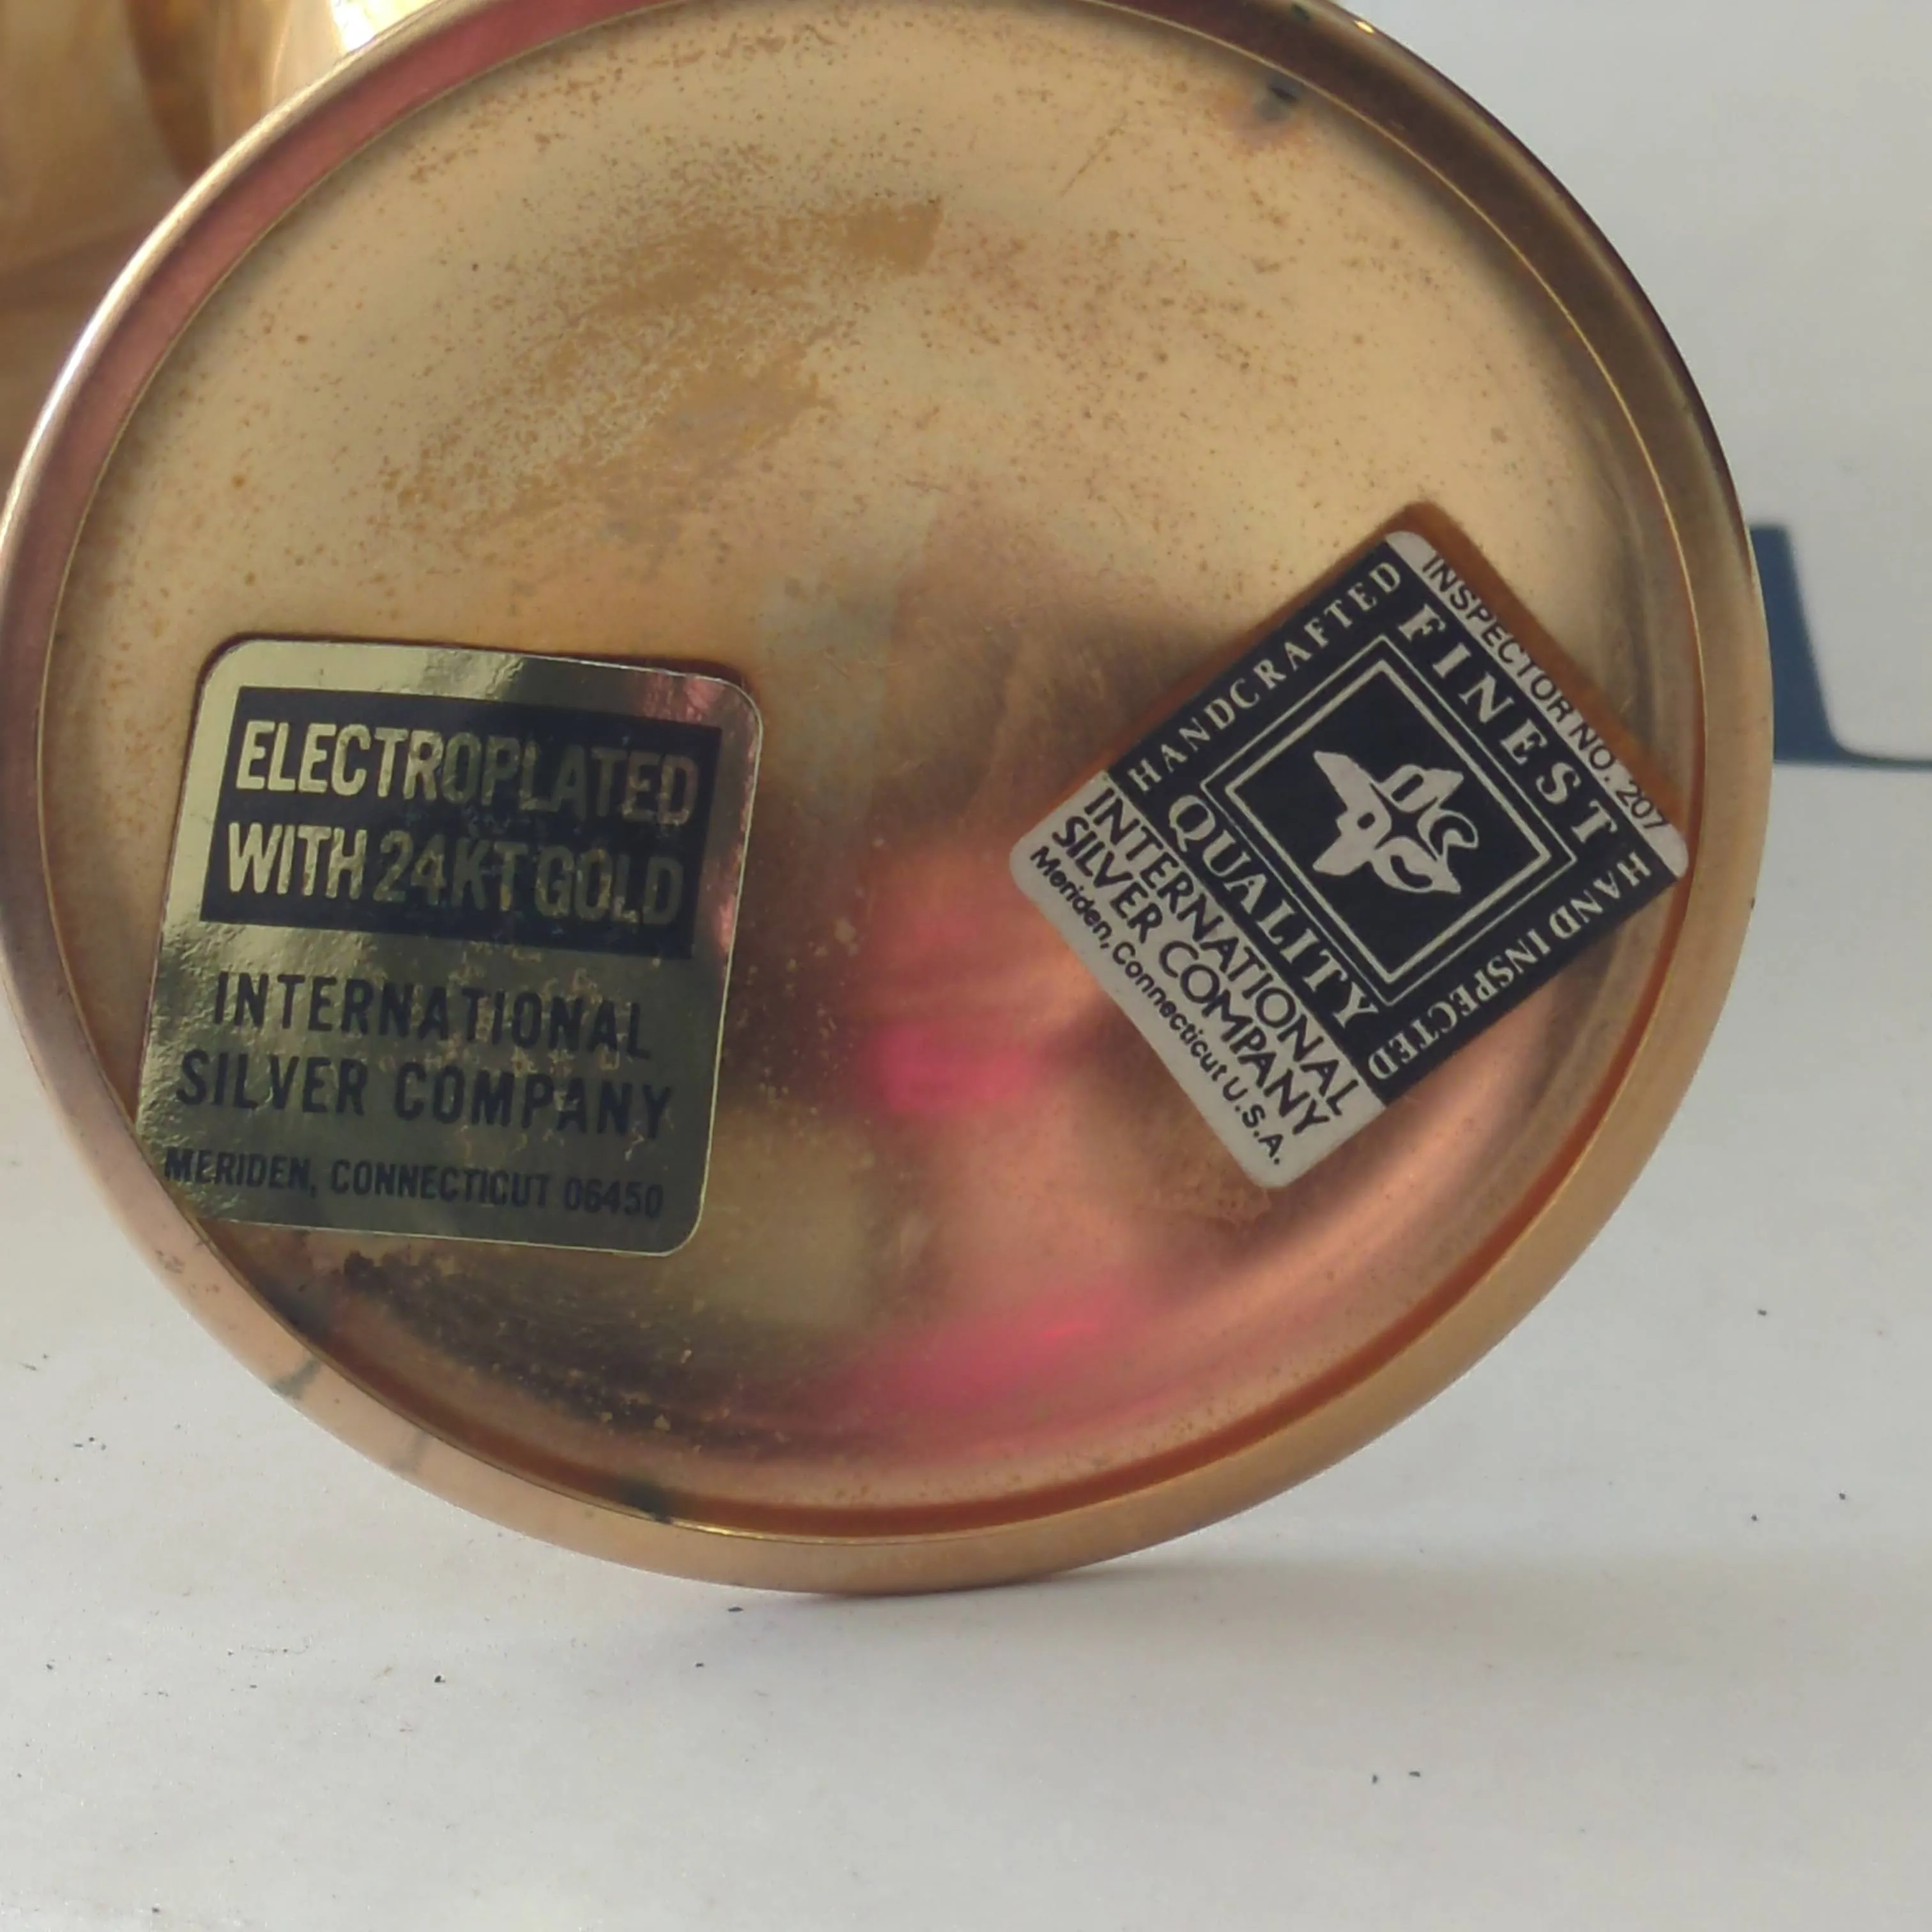 ELECTROPLATED
WITH 24KT GOLD
INTERNATIONAL
SILVER COMPANY
MERIDEN, CONNECTICUT 06450
INSPECTOR NO. 207
HANDCRAFTED
FINEST
QUALITY
HAND INSPECTED
INTERNATIONAL
SILVER COMPANY
Meriden, Connecticut U.S.A.